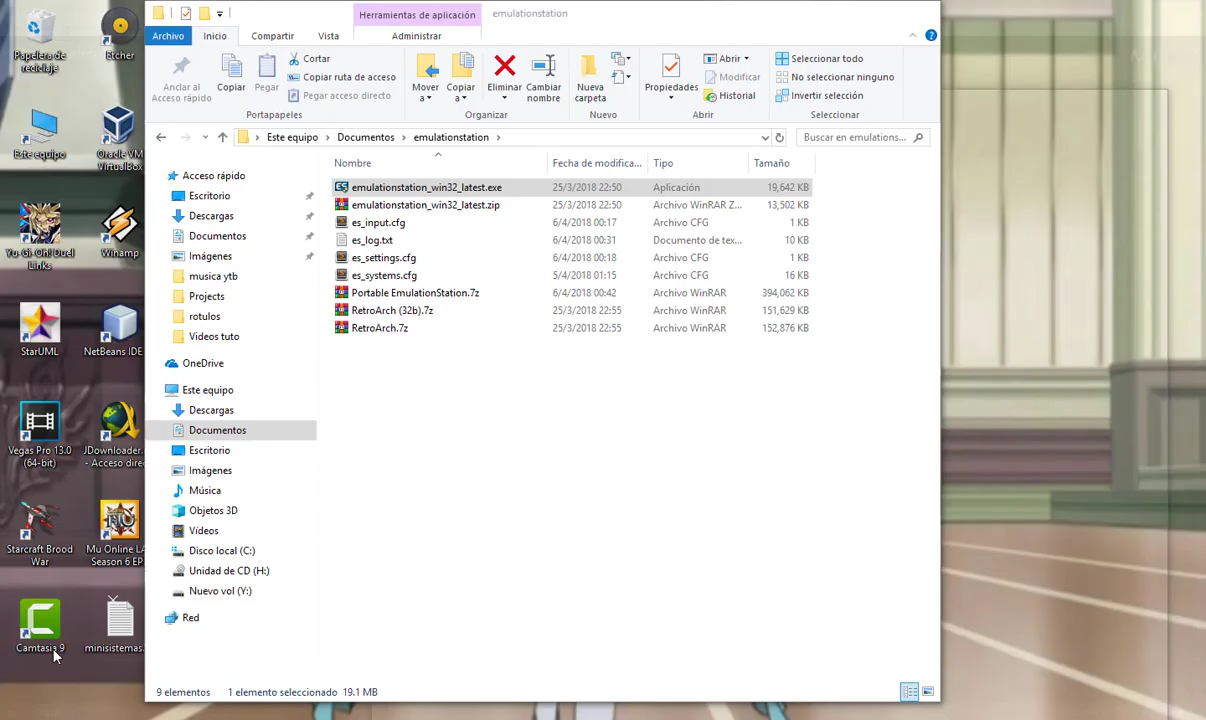 Papelera de
reciclaje
Etcher
Este equipo
Oracle VM
VirtualBox
Yu-Gi-Oh! Duel
Links
Winamp
StarUML
NetBeans IDE
Vegas Pro 13.0
(64-bit)
JDownloader.
- Acceso direc
Starcraft Brood
War
Mu Online LA
Season 6 EP
Camtasia 9
minisistemas.
Herramientas de aplicación
emulationstation
Archivo
Inicio
Compartir
Vista
Administrar
Anclar al
Acceso rápido
Copiar
Pegar
Cortar
Copiar ruta de acceso
Pegar acceso directo
Portapapeles
Mover
a
Copiar
a
Eliminar
Cambiar
nombre
Organizar
Nueva
carpeta
Nuevo
Propiedades
Abrir
Modificar
Historial
Abrir
Seleccionar todo
No seleccionar ninguno
Invertir selección
Seleccionar
Este equipo > Documentos > emulationstation >
Buscar en emulations...
Acceso rápido
Escritorio
Descargas
Documentos
Imágenes
musica ytb
Projects
rotulos
Videos tuto
OneDrive
Este equipo
Descargas
Documentos
Escritorio
Imágenes
Música
Objetos 3D
Vídeos
Disco local (C:)
Unidad de CD (H:)
Nuevo vol (Y:)
Red
Nombre Fecha de modifica... Tipo Tamaño
emulationstation_win32_latest.exe 25/3/2018 22:50 Aplicación 19,642 KB
emulationstation_win32_latest.zip 25/3/2018 22:50 Archivo WinRAR Z... 13,502 KB
es_input.cfg 6/4/2018 00:17 Archivo CFG 1 KB
es_log.txt 6/4/2018 00:31 Documento de tex... 10 KB
es_settings.cfg 6/4/2018 00:18 Archivo CFG 1 KB
es_systems.cfg 5/4/2018 01:15 Archivo CFG 16 KB
Portable EmulationStation.7z 6/4/2018 00:42 Archivo WinRAR 394,062 KB
RetroArch (32b).7z 25/3/2018 22:55 Archivo WinRAR 151,629 KB
RetroArch.7z 25/3/2018 22:55 Archivo WinRAR 152,876 KB
9 elementos 1 elemento seleccionado 19.1 MB